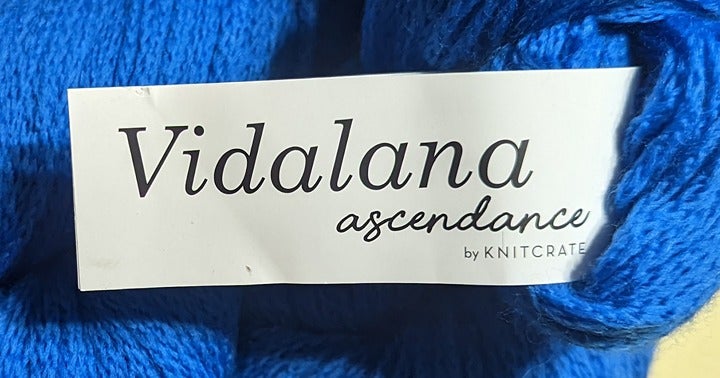 Vidalana
ascendance
by KNITCRATE